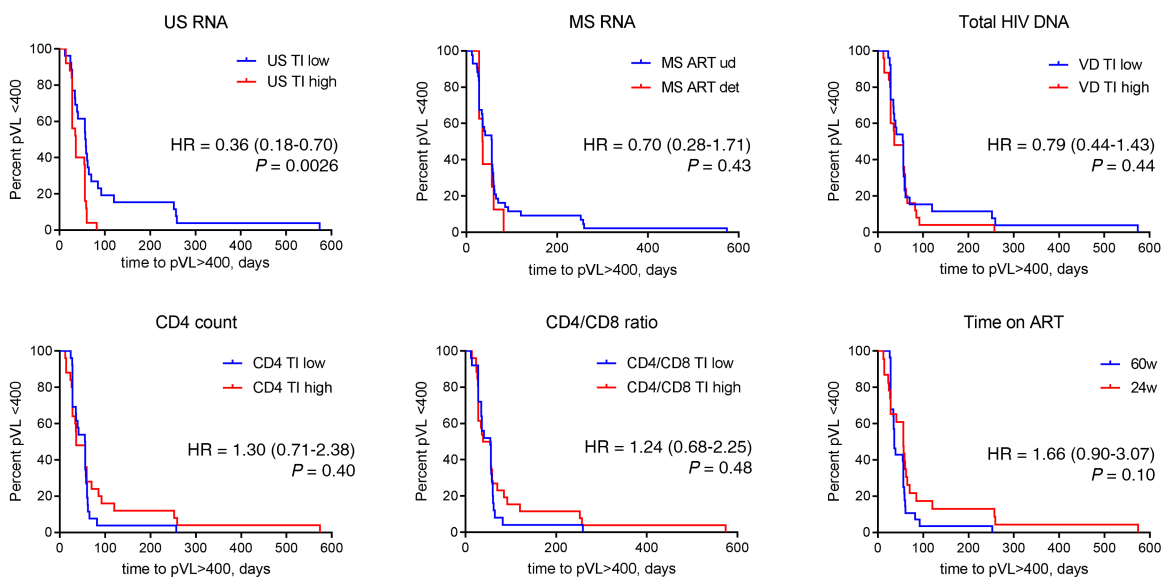 US RNA
Percent pVL <400
100
80
60
40
20
0
US TI low
US TI high
HR = 0.36 (0.18-0.70)
P = 0.0026
0 200 400 600
time to pVL>400, days
MS RNA
Percent pVL <400
100
80
60
40
20
0
MS ART ud
MS ART det
HR = 0.70 (0.28-1.71)
P = 0.43
0 200 400 600
time to pVL>400, days
Total HIV DNA
Percent pVL <400
100
80
60
40
20
0
VD TI low
VD TI high
HR = 0.79 (0.44-1.43)
P = 0.44
0 100 200 300 400 500 600
time to pVL>400, days
CD4 count
Percent pVL <400
100
80
60
40
20
0
CD4 TI low
CD4 TI high
HR = 1.30 (0.71-2.38)
P = 0.40
0 100 200 300 400 500 600
time to pVL>400, days
CD4/CD8 ratio
Percent pVL <400
100
80
60
40
20
0
CD4/CD8 TI low
CD4/CD8 TI high
HR = 1.24 (0.68-2.25)
P = 0.48
0 100 200 300 400 500 600
time to pVL>400, days
Time on ART
Percent pVL <400
100
80
60
40
20
0
60w
24w
HR = 1.66 (0.90-3.07)
P = 0.10
0 100 200 300 400 500 600
time to pVL>400, days